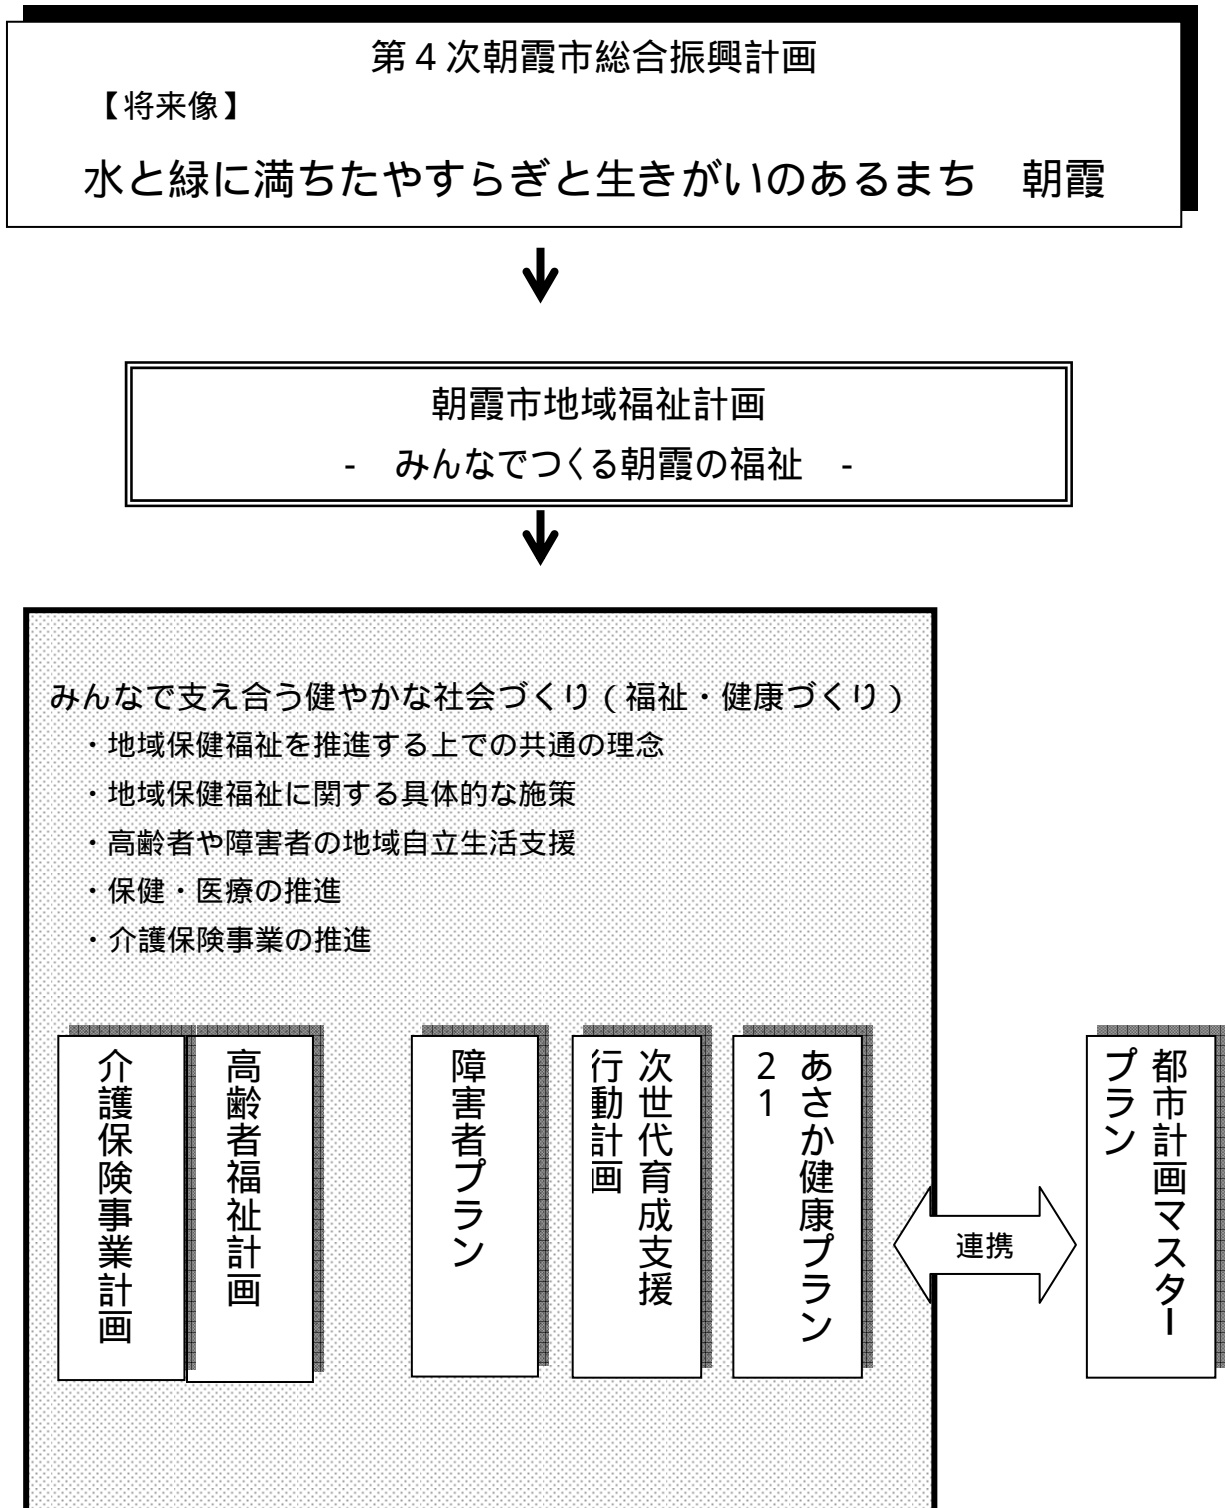 第４次朝霞市総合振興計画
【将来像】
水と緑に満ちたやすらぎと生きがいのあるまち　朝霞
朝霞市地域福祉計画
-　みんなでつくる朝霞の福祉　-
みんなで支え合う健やかな社会づくり（福祉・健康づくり）
・地域保健福祉を推進する上での共通の理念
・地域保健福祉に関する具体的な施策
・高齢者や障害者の地域自立生活支援
・保健・医療の推進
・介護保険事業の推進
介護保険事業計画
高齢者福祉計画
障害者プラン
次世代育成支援
行動計画
あさか健康プラン
21
連携
都市計画マスター
プラン